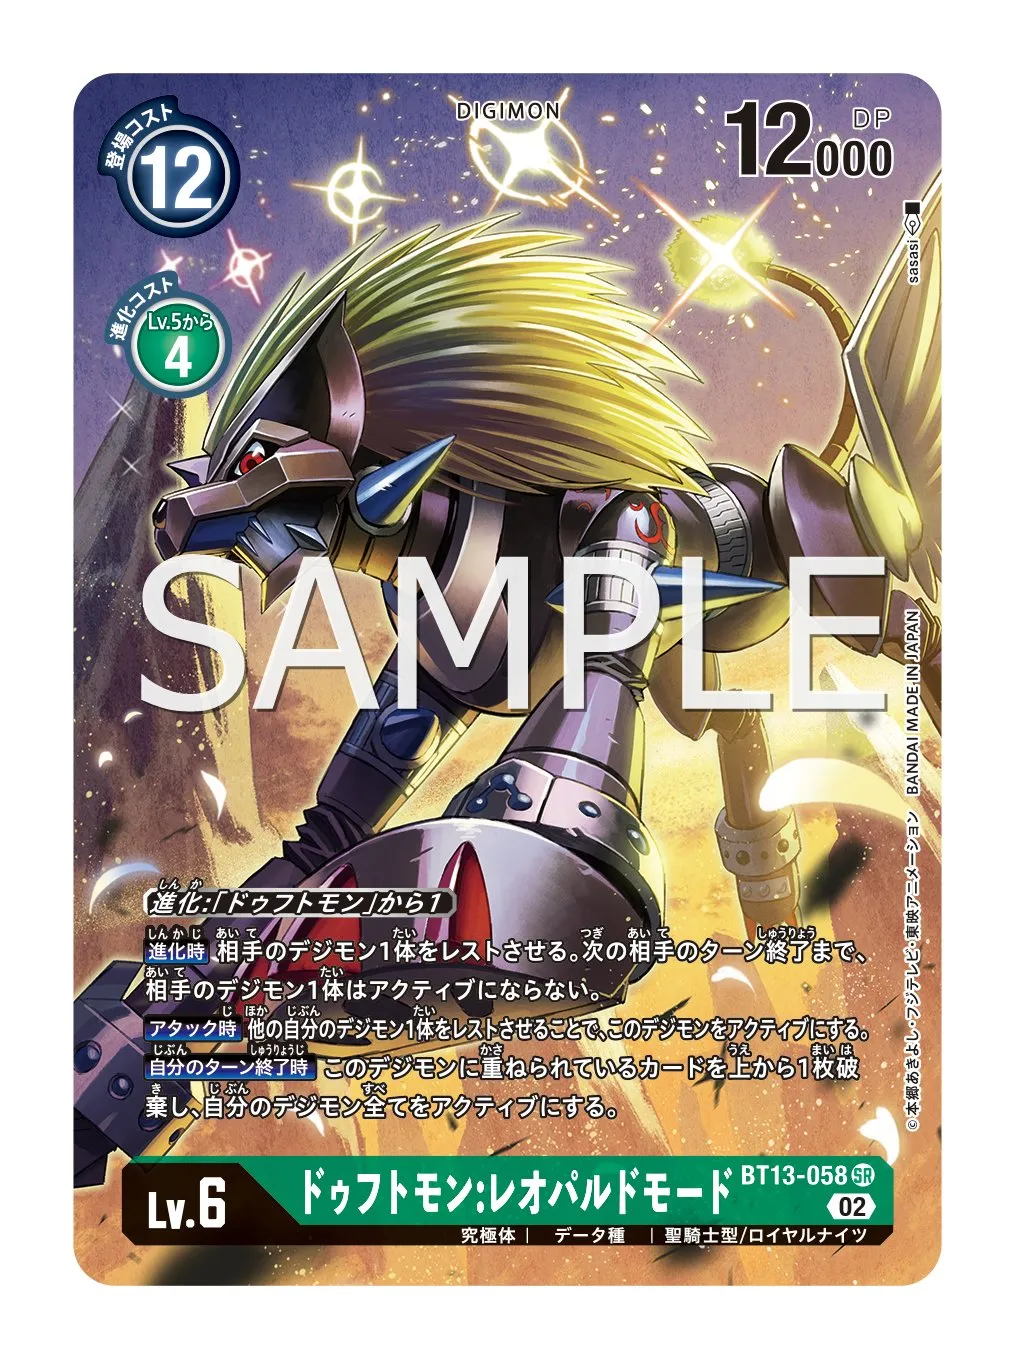 DIGIMON
登場コスト
12
12000
DP
進化コスト
Lv.5から
4
sasasi
SAMPLE
BANDAI MADE IN JAPAN
©本郷あきよし・フジテレビ・東映アニメーション
進化:「ドゥフトモン」から1
進化時 相手のデジモン1体をレストさせる。次の相手のターン終了まで、
相手のデジモン1体はアクティブにならない。
アタック時 他の自分のデジモン1体をレストさせることで、このデジモンをアクティブにする。
自分のターン終了時 このデジモンに重ねられているカードを上から1枚破
棄し、自分のデジモン全てをアクティブにする。
Lv.6
ドゥフトモン:レオパルドモード
BT13-058 SR
02
究極体 | データ種 | 聖騎士型/ロイヤルナイツ